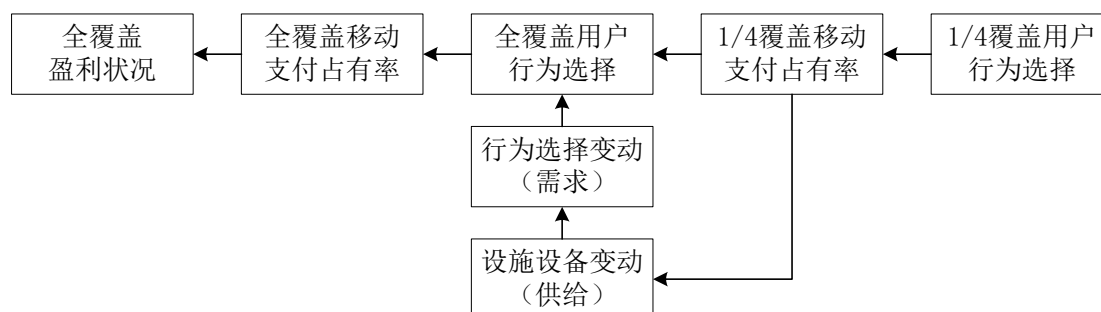 全覆盖
盈利状况
全覆盖移动
支付占有率
全覆盖用户
行为选择
1/4覆盖移动
支付占有率
1/4覆盖用户
行为选择
行为选择变动
（需求）
设施设备变动
（供给）